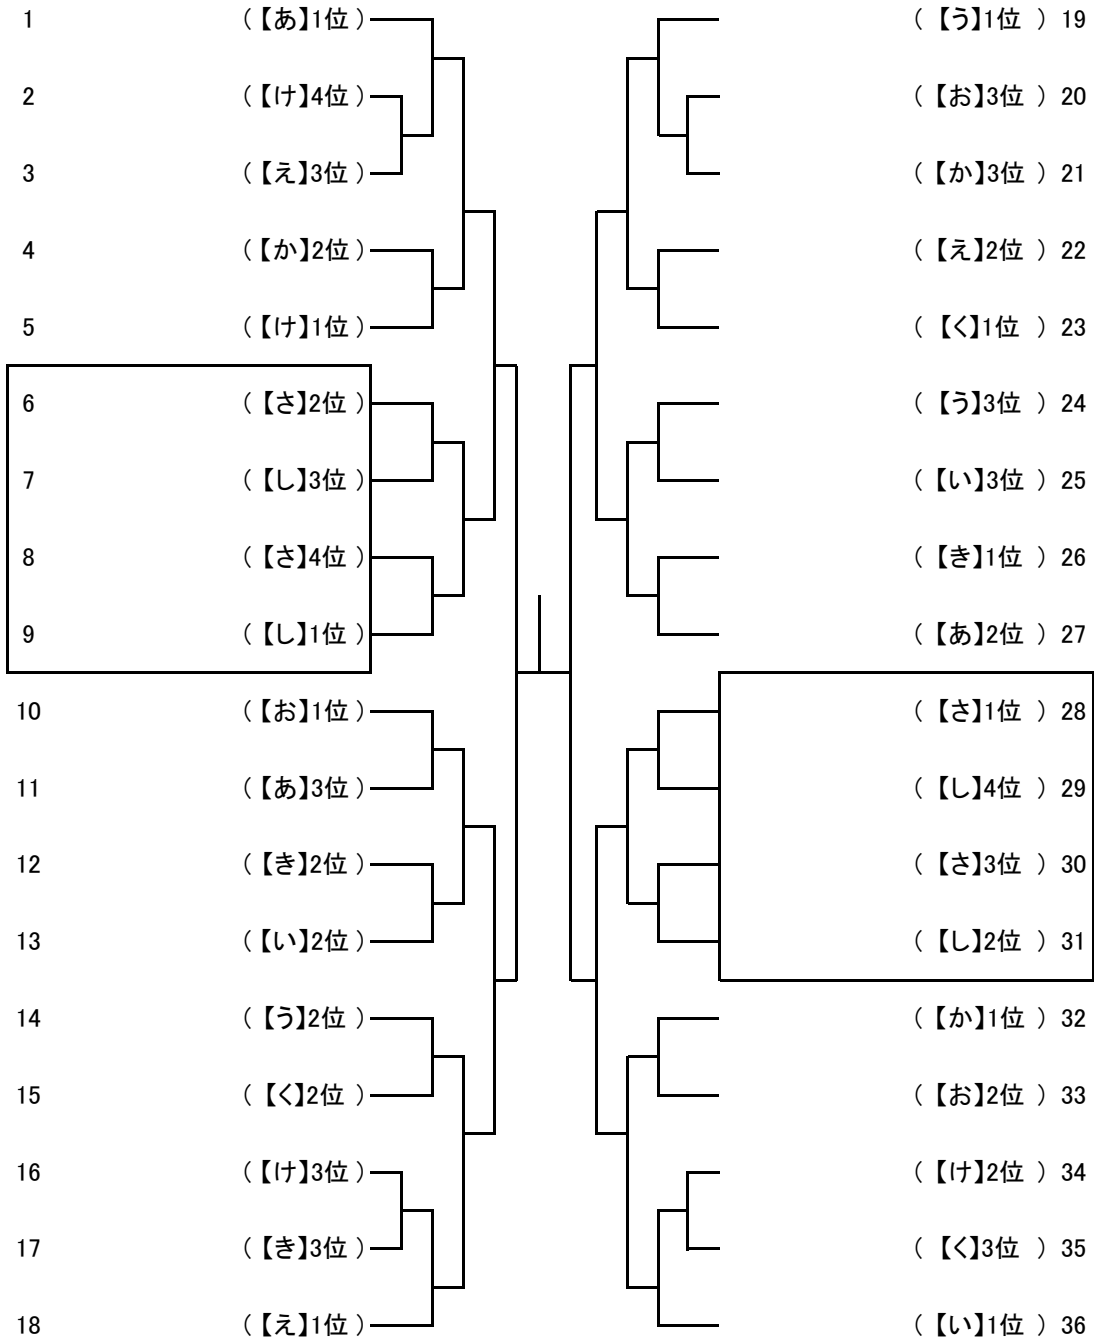 1 (【あ】1位) (【う】1位) 19
2 (【け】4位) (【お】3位) 20
3 (【え】3位) (【か】3位) 21
4 (【か】2位) (【え】2位) 22
5 (【け】1位) (【く】1位) 23
6 (【さ】2位) (【う】3位) 24
7 (【し】3位) (【い】3位) 25
8 (【さ】4位) (【き】1位) 26
9 (【し】1位) (【あ】2位) 27
10 (【お】1位) (【さ】1位) 28
11 (【あ】3位) (【し】4位) 29
12 (【き】2位) (【さ】3位) 30
13 (【い】2位) (【し】2位) 31
14 (【う】2位) (【か】1位) 32
15 (【く】2位) (【お】2位) 33
16 (【け】3位) (【け】2位) 34
17 (【き】3位) (【く】3位) 35
18 (【え】1位) (【い】1位) 36